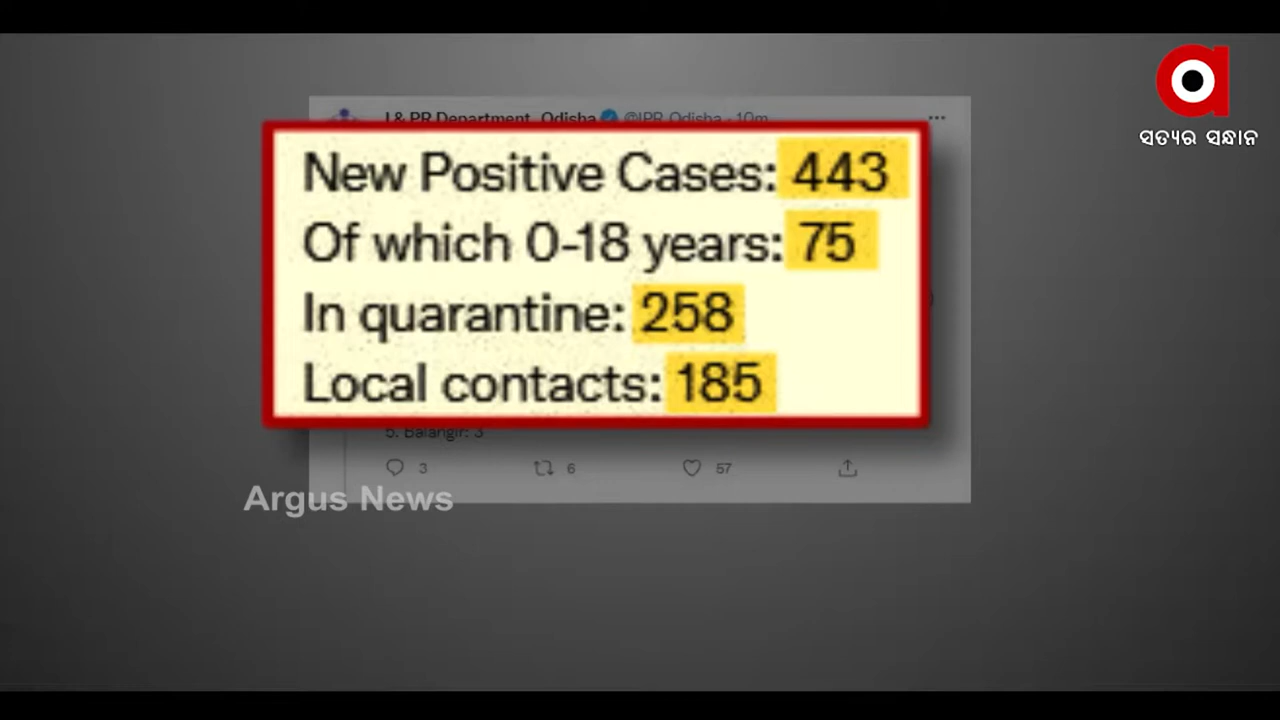 ସତ୍ୟର ସନ୍ଧାନ
I & PR Department, Odisha @IPR_Odisha · 10m
New Positive Cases: 443
Of which 0-18 years: 75
In quarantine: 258
Local contacts: 185
5. Balangir: 3
3 6 57
Argus News